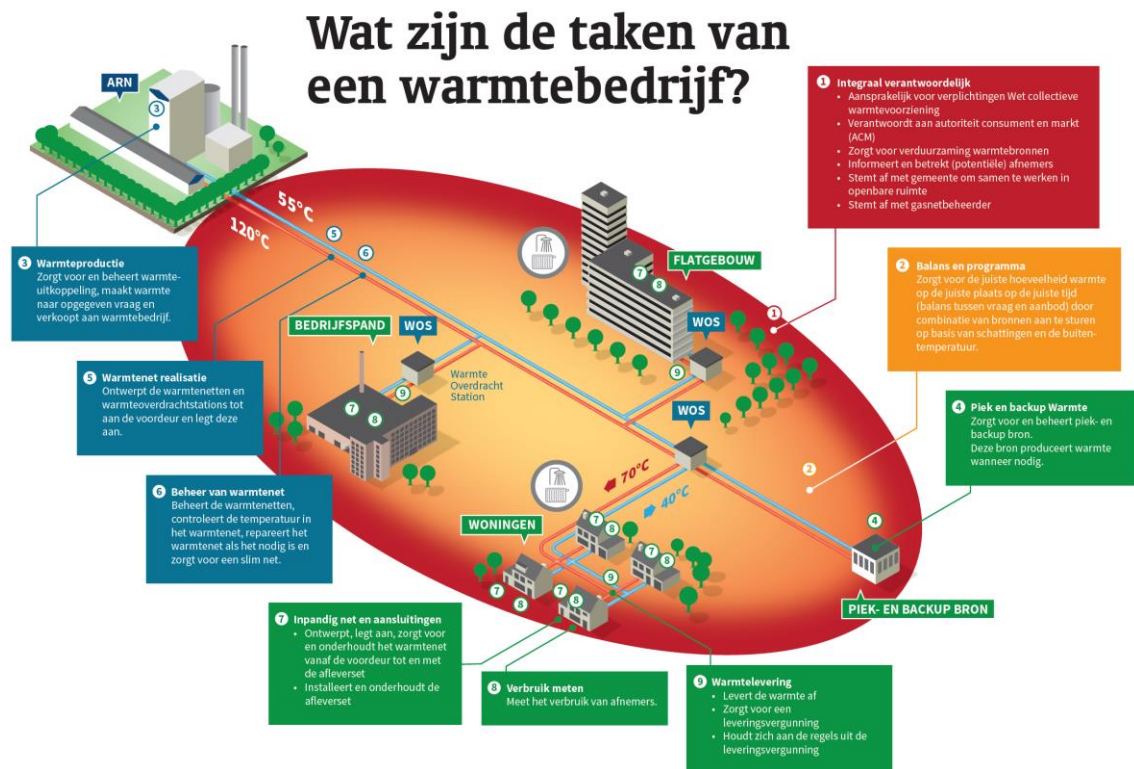 Wat zijn de taken van
een warmtebedrijf?
ARN
3
55°C
120°C
5
6
1 Integraal verantwoordelijk
• Aansprakelijk voor verplichtingen Wet collectieve
warmtevoorziening
• Verantwoordt aan autoriteit consument en markt
(ACM)
• Zorgt voor verduurzaming warmtebronnen
• Informeert en betrekt (potentiële) afnemers
• Stemt af met gemeente om samen te werken in
openbare ruimte
• Stemt af met gasnetbeheerder
3 Warmteproductie
Zorgt voor en beheert warmte-
uitkoppeling, maakt warmte
naar opgegeven vraag en
verkoopt aan warmtebedrijf.
7
8
FLATGEBOUW
1
2 Balans en programma
Zorgt voor de juiste hoeveelheid warmte
op de juiste plaats op de juiste tijd
(balans tussen vraag en aanbod) door
combinatie van bronnen aan te sturen
op basis van schattingen en de buiten-
temperatuur.
BEDRIJFSPAND
WOS
WOS
9
Warmte
Overdracht
Station
9
7
8
5 Warmtenet realisatie
Ontwerpt de warmtenetten en
warmteoverdrachtstations tot
aan de voordeur en legt deze
aan.
WOS
4 Piek en backup Warmte
Zorgt voor en beheert piek- en
backup bron.
Deze bron produceert warmte
wanneer nodig.
2
70°C
40°C
6 Beheer van warmtenet
Beheert de warmtenetten,
controleert de temperatuur in
het warmtenet, repareert het
warmtenet als het nodig is en
zorgt voor een slim net.
WONINGEN
7
8
7
8
4
9
7
8
7
8
PIEK- EN BACKUP BRON
7 Inpandig net en aansluitingen
• Ontwerpt, legt aan, zorgt voor
en onderhoudt het warmtenet
vanaf de voordeur tot en met
de afleverset
• Installeert en onderhoudt de
afleverset
8 Verbruik meten
Meet het verbruik van afnemers.
9 Warmtelevering
• Levert de warmte af
• Zorgt voor een
leveringsvergunning
• Houdt zich aan de regels uit de
leveringsvergunning